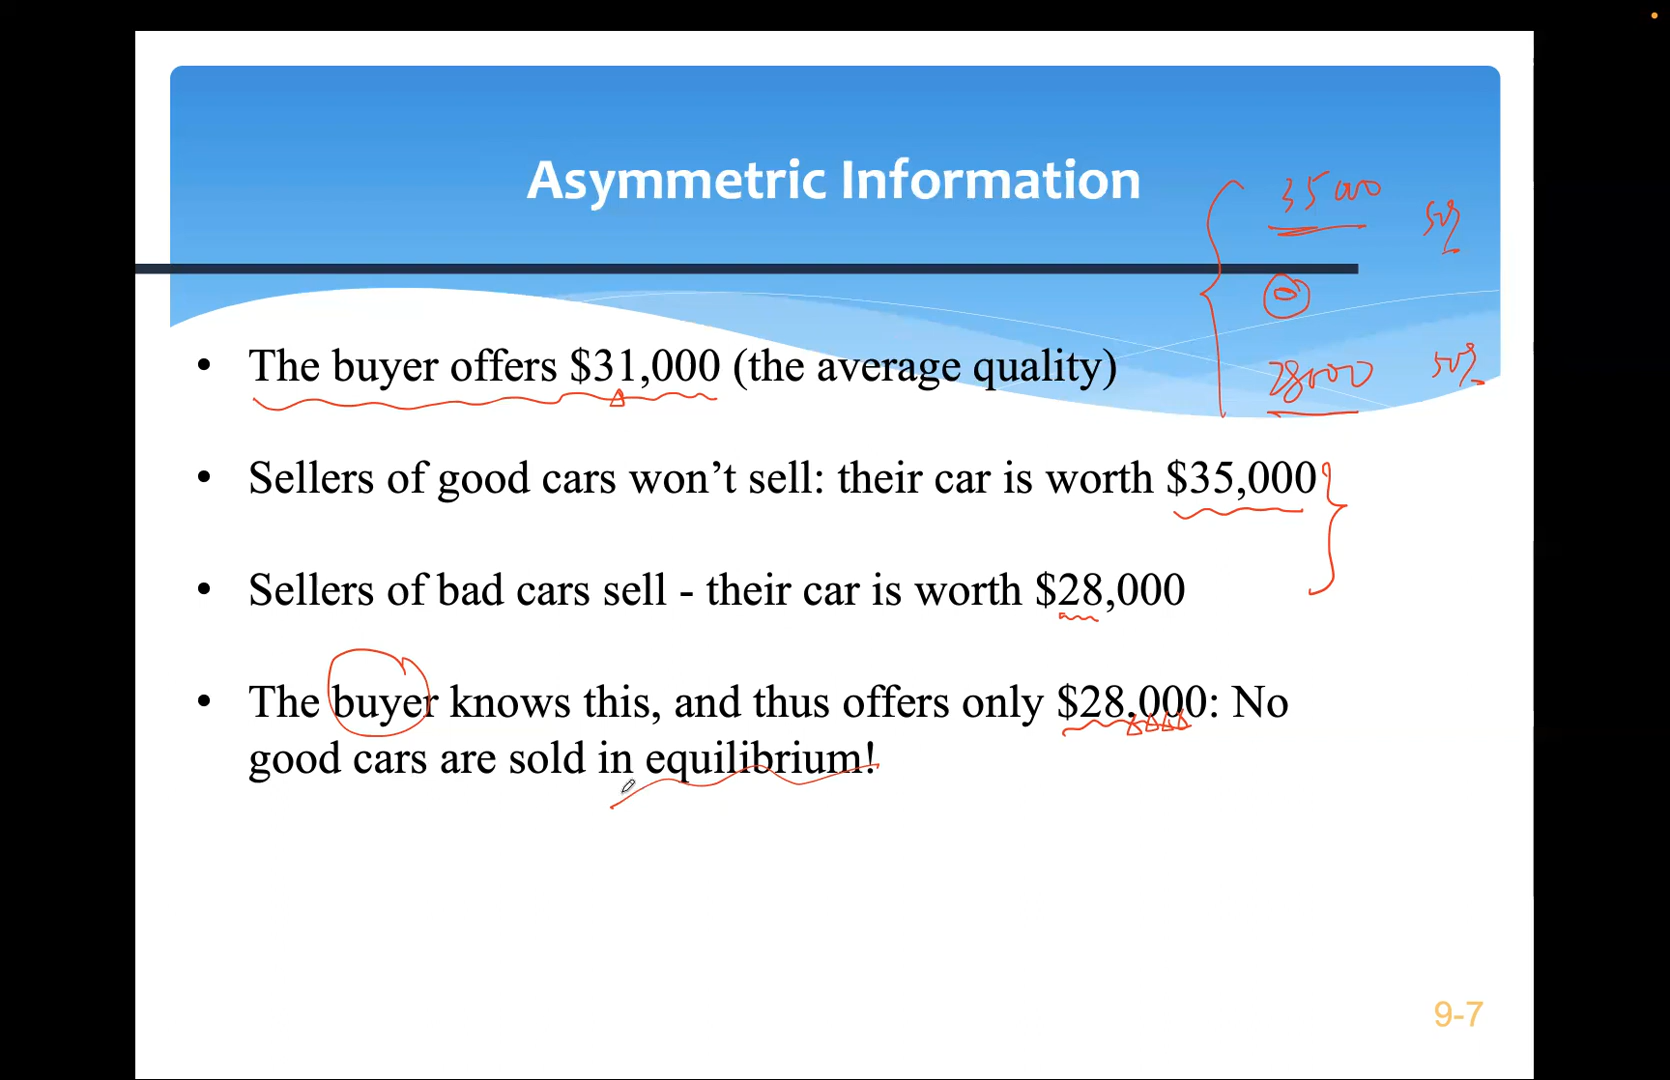 Asymmetric Information
35000
50%
28000
50%
• The buyer offers $31,000 (the average quality)
• Sellers of good cars won’t sell: their car is worth $35,000
• Sellers of bad cars sell - their car is worth $28,000
• The buyer knows this, and thus offers only $28,000: No
good cars are sold in equilibrium!
9-7